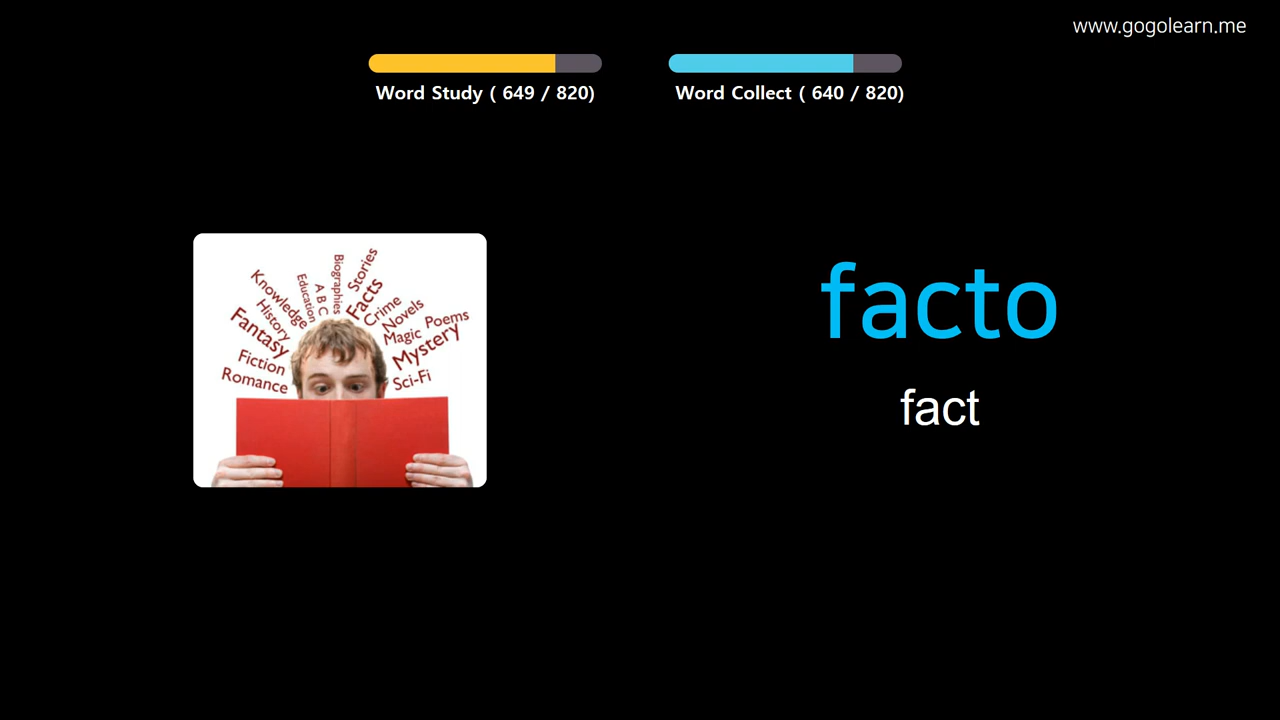 www.gogolearn.me
Word Study ( 649 / 820)
Word Collect ( 640 / 820)
Knowledge
History
Fantasy
Fiction
Romance
Education
A B C
Biographies
Stories
Facts
Crime
Novels
Magic
Poems
Mystery
Sci-Fi
facto
fact